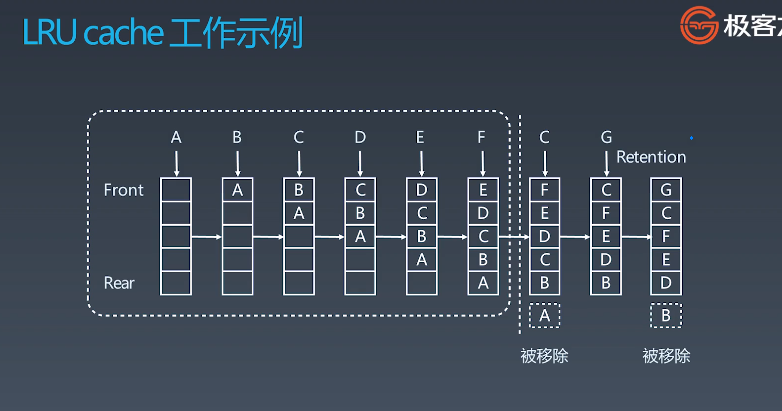 LRU cache 工作示例
极客
A B C D E F C G
Retention
Front A B C D E F C G
A B C D E F C
A B C D E F
A B C D E
Rear A B B D
A B
被移除 被移除